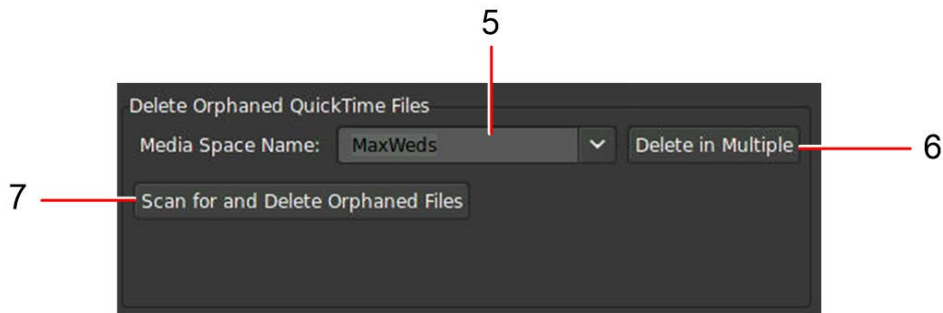 5
Delete Orphaned QuickTime Files
Media Space Name: MaxWeds Delete in Multiple 6
7 Scan for and Delete Orphaned Files